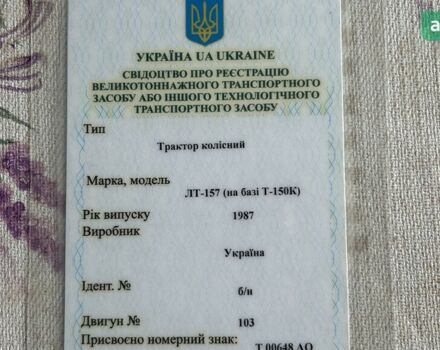 УКРАЇНА UA UKRAINE
СВІДОЦТВО ПРО РЕЄСТРАЦІЮ
ВЕЛИКОТОННАЖНОГО ТРАНСПОРТНОГО
ЗАСОБУ АБО ІНШОГО ТЕХНОЛОГІЧНОГО
ТРАНСПОРТНОГО ЗАСОБУ
Тип
Трактор колісний
Марка, модель
ЛТ-157 (на базі Т-150К)
Рік випуску 1987
Виробник
Україна
Ідент. № б/н
Двигун № 103
Присвоєно номерний знак:
Т 00648 АО